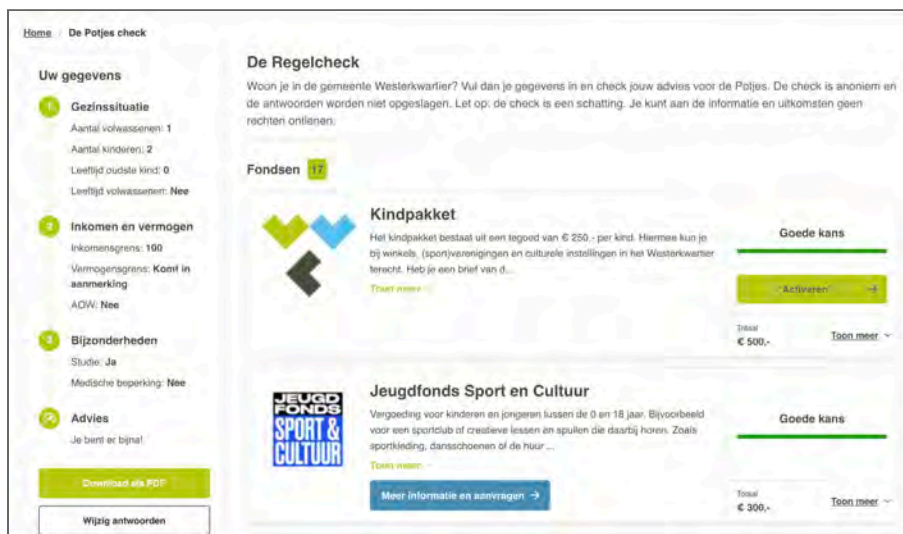 Home / De Potjes check
Uw gegevens
1 Gezinssituatie
Aantal volwassenen: 1
Aantal kinderen: 2
Leeftijd oudste kind: 0
Leeftijd volwassenen: Nee
Inkomen en vermogen
Inkomensgrens: 100
Vermogensgrens: Komt in
aanmerking
AOW: Nee
Bijzonderheden
Studie: Ja
Medische beperking: Nee
Advies
Je bent er bijna!
Download als PDF
Wijzig antwoorden
De Regelcheck
Woon je in de gemeente Westerkwartier? Vul dan je gegevens in en check jouw advies voor de Potjes. De check is anoniem en
de antwoorden worden niet opgeslagen. Let op: de check is een schatting. Je kunt aan de informatie en uitkomsten geen
rechten ontlenen.
Fondsen 17
Kindpakket
Het kindpakket bestaat uit een tegoed van € 250,- per kind. Hiermee kun je
bij winkels, (sport)verenigingen en culturele instellingen in het Westerkwartier
terecht. Heb je een brief van d...
Toon meer
Goede kans
Activeren →
Totaal
€ 500,-
Toon meer
JEUGD
FONDS
SPORT &
CULTUUR
Jeugdfonds Sport en Cultuur
Vergoeding voor kinderen en jongeren tussen de 0 en 18 jaar. Bijvoorbeeld
voor een sportclub of creatieve lessen en spullen die daarbij horen. Zoals
sportkleding, dansschoenen of de huur ...
Toon meer
Meer informatie en aanvragen →
Goede kans
Totaal
€ 300,-
Toon meer